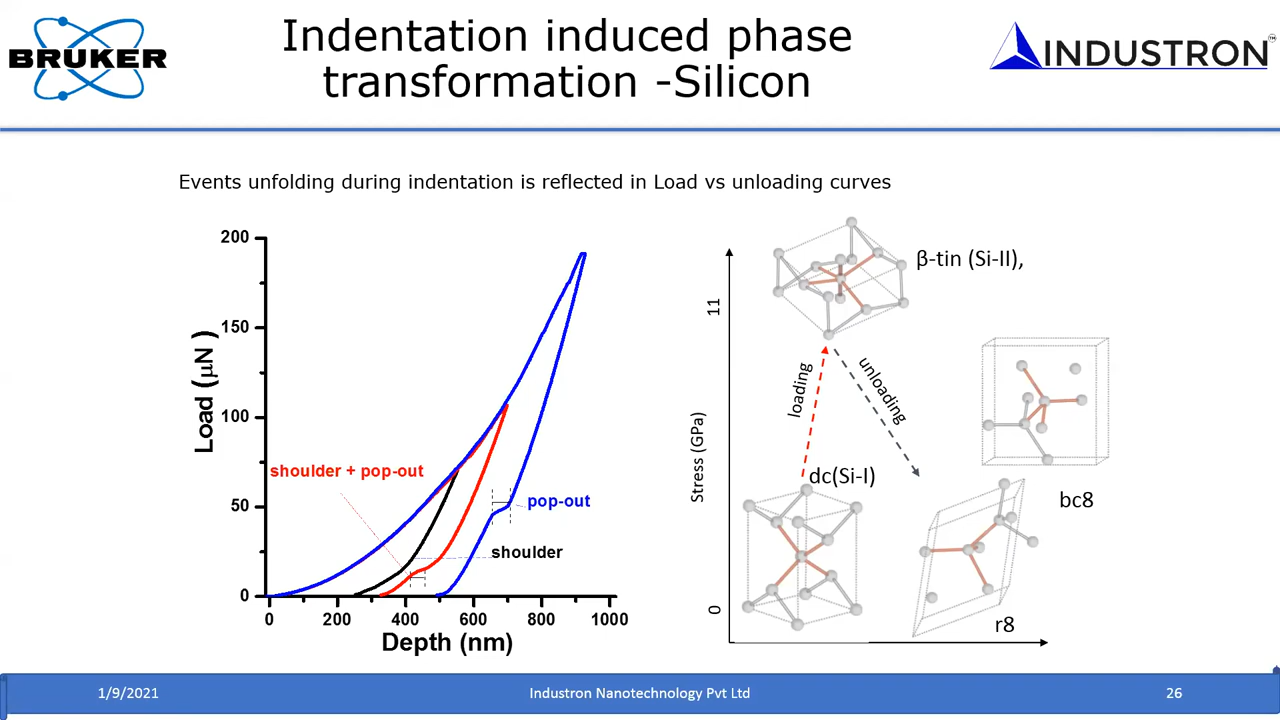 BRUKER
Indentation induced phase
transformation -Silicon
INDUSTRON
TM
Events unfolding during indentation is reflected in Load vs unloading curves
200
150
100
50
0
Load (µN )
0
200
400
600
800
1000
Depth (nm)
shoulder + pop-out
pop-out
shoulder
Stress (GPa)
11
0
β-tin (Si-II),
loading
unloading
dc(Si-I)
bc8
r8
1/9/2021
Industron Nanotechnology Pvt Ltd
26